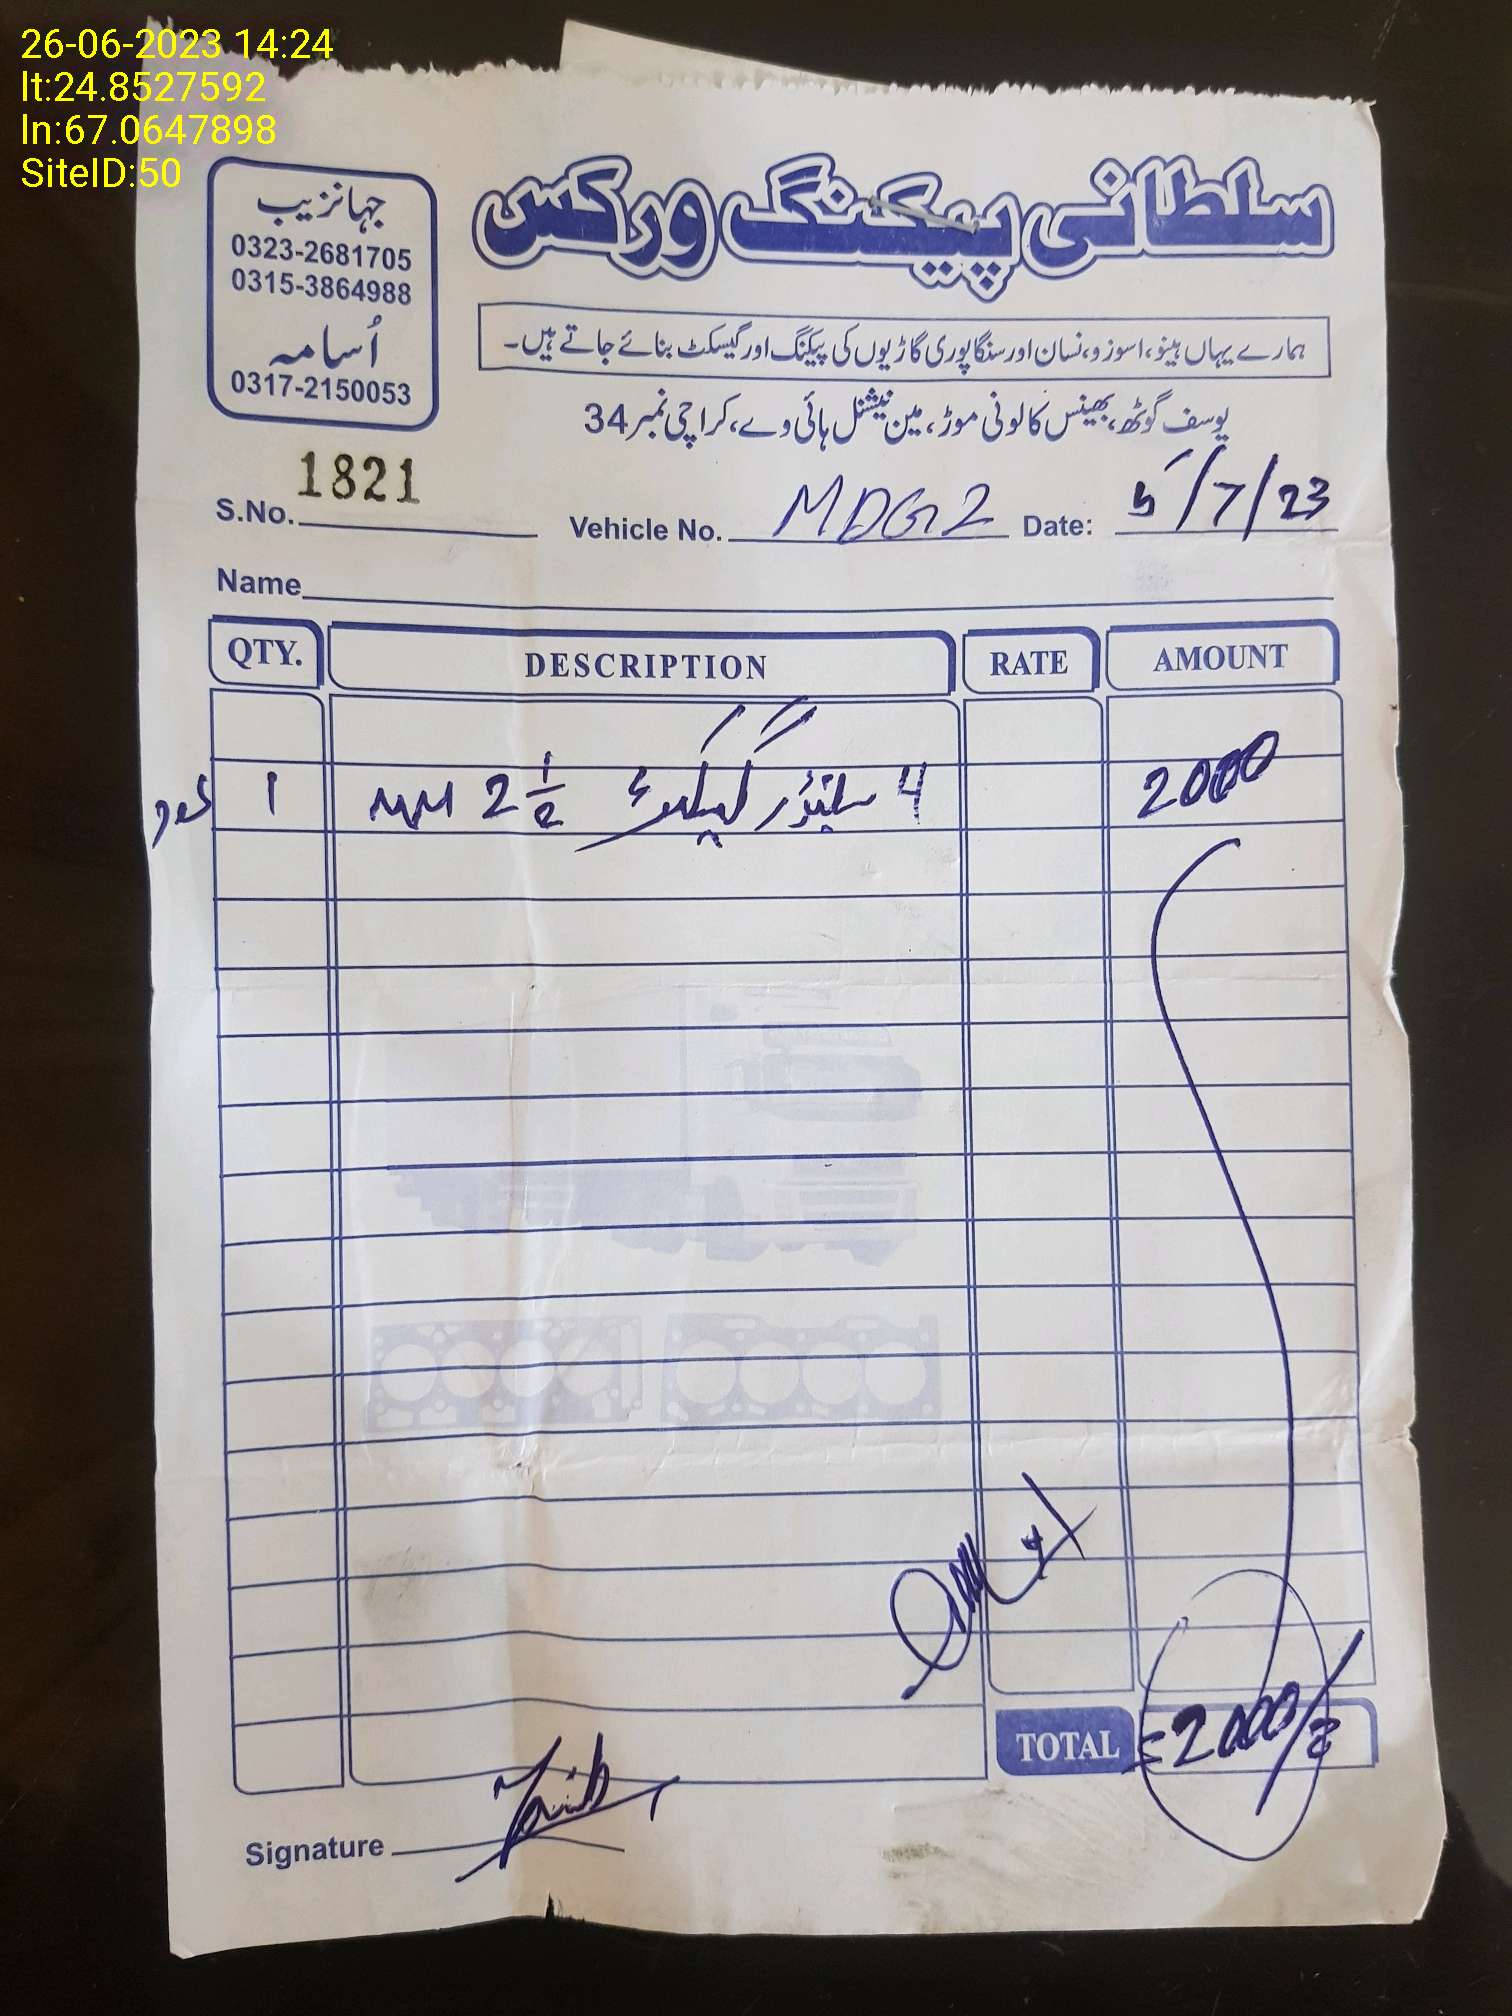 26-06-2023 14:24
lt:24.8527592
ln:67.0647898
SiteID:50
سلطانی پیکنگ ورکس
جہانزیب
0323-2681705
0315-3864988
اُسامہ
0317-2150053
ہمارے یہاں ہینو، اسوزو، نسان اور سنگاپوری گاڑیوں کی پیکنگ اور گیسکٹ بنائے جاتے ہیں۔
یوسف گوٹھ، بھینس کالونی موڑ، مین نیشنل ہائی وے، کراچی نمبر 34
S.No. 1821 Vehicle No. MDG2 Date: 5/7/23
Name
QTY. DESCRIPTION RATE AMOUNT
1 عدد 4 سلینڈر گیسکٹ 2 1/2 MM 2000
TOTAL = 2000/=
Signature